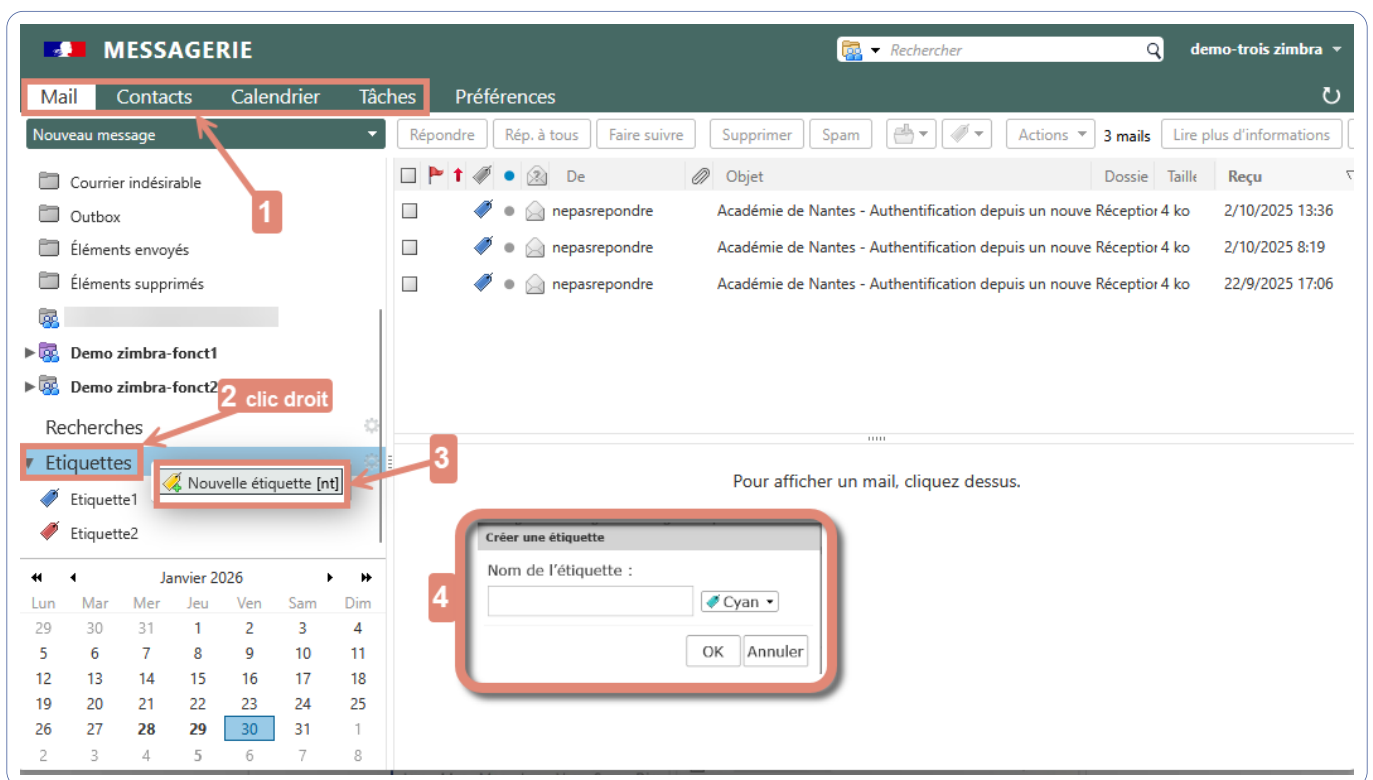 MESSAGERIE
Rechercher
demo-trois zimbra
Mail Contacts Calendrier Tâches Préférences
Nouveau message
Répondre Rép. à tous Faire suivre Supprimer Spam Actions 3 mails Lire plus d'informations
De Objet Dossie Taille Reçu
nepasrepondre Académie de Nantes - Authentification depuis un nouve Réception 4 ko 2/10/2025 13:36
nepasrepondre Académie de Nantes - Authentification depuis un nouve Réception 4 ko 2/10/2025 8:19
nepasrepondre Académie de Nantes - Authentification depuis un nouve Réception 4 ko 22/9/2025 17:06
Courrier indésirable
1
Outbox
Éléments envoyés
Éléments supprimés
Demo zimbra-fonct1
Demo zimbra-fonct2
2 clic droit
Recherches
Etiquettes
3
Nouvelle étiquette [nt]
Etiquette1
Etiquette2
Pour afficher un mail, cliquez dessus.
4
Créer une étiquette
Nom de l'étiquette :
Cyan
OK Annuler
Janvier 2026
Lun Mar Mer Jeu Ven Sam Dim
29 30 31 1 2 3 4
5 6 7 8 9 10 11
12 13 14 15 16 17 18
19 20 21 22 23 24 25
26 27 28 29 30 31 1
2 3 4 5 6 7 8